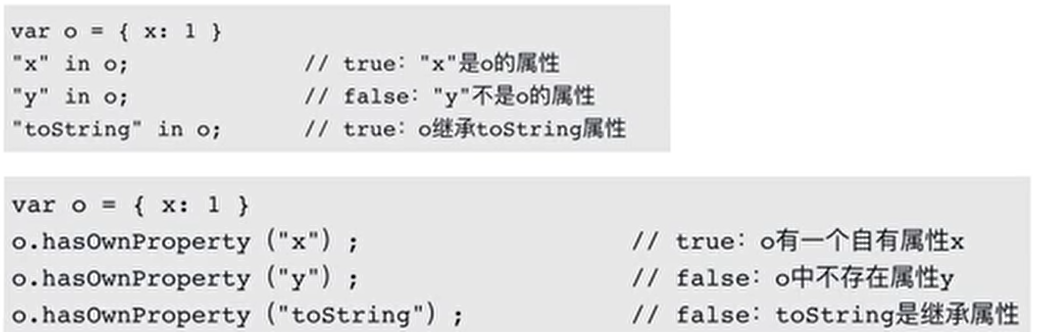 var o = { x: 1 }
"x" in o; // true: "x"是o的属性
"y" in o; // false: "y"不是o的属性
"toString" in o; // true: o继承toString属性
var o = { x: 1 }
o.hasOwnProperty ("x") ; // true: o有一个自有属性x
o.hasOwnProperty ("y") ; // false: o中不存在属性y
o.hasOwnProperty ("toString") ; // false: toString是继承属性